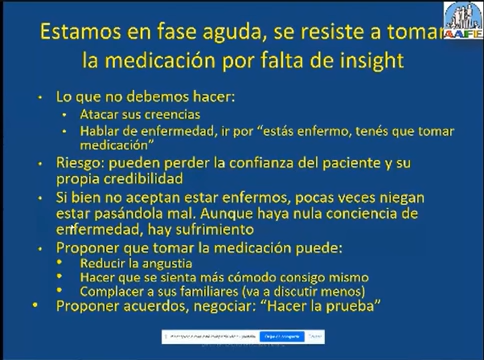 Estamos en fase aguda, se resiste a tomar
la medicación por falta de insight
AAFE
• Lo que no debemos hacer:
• Atacar sus creencias
• Hablar de enfermedad, ir por “estás enfermo, tenés que tomar
medicación”
• Riesgo: pueden perder la confianza del paciente y su
propia credibilidad
• Si bien no aceptan estar enfermos, pocas veces niegan
estar pasándola mal. Aunque haya nula conciencia de
enfermedad, hay sufrimiento
• Proponer que tomar la medicación puede:
• Reducir la angustia
• Hacer que se sienta más cómodo consigo mismo
• Complacer a sus familiares (va a discutir menos)
• Proponer acuerdos, negociar: “Hacer la prueba”